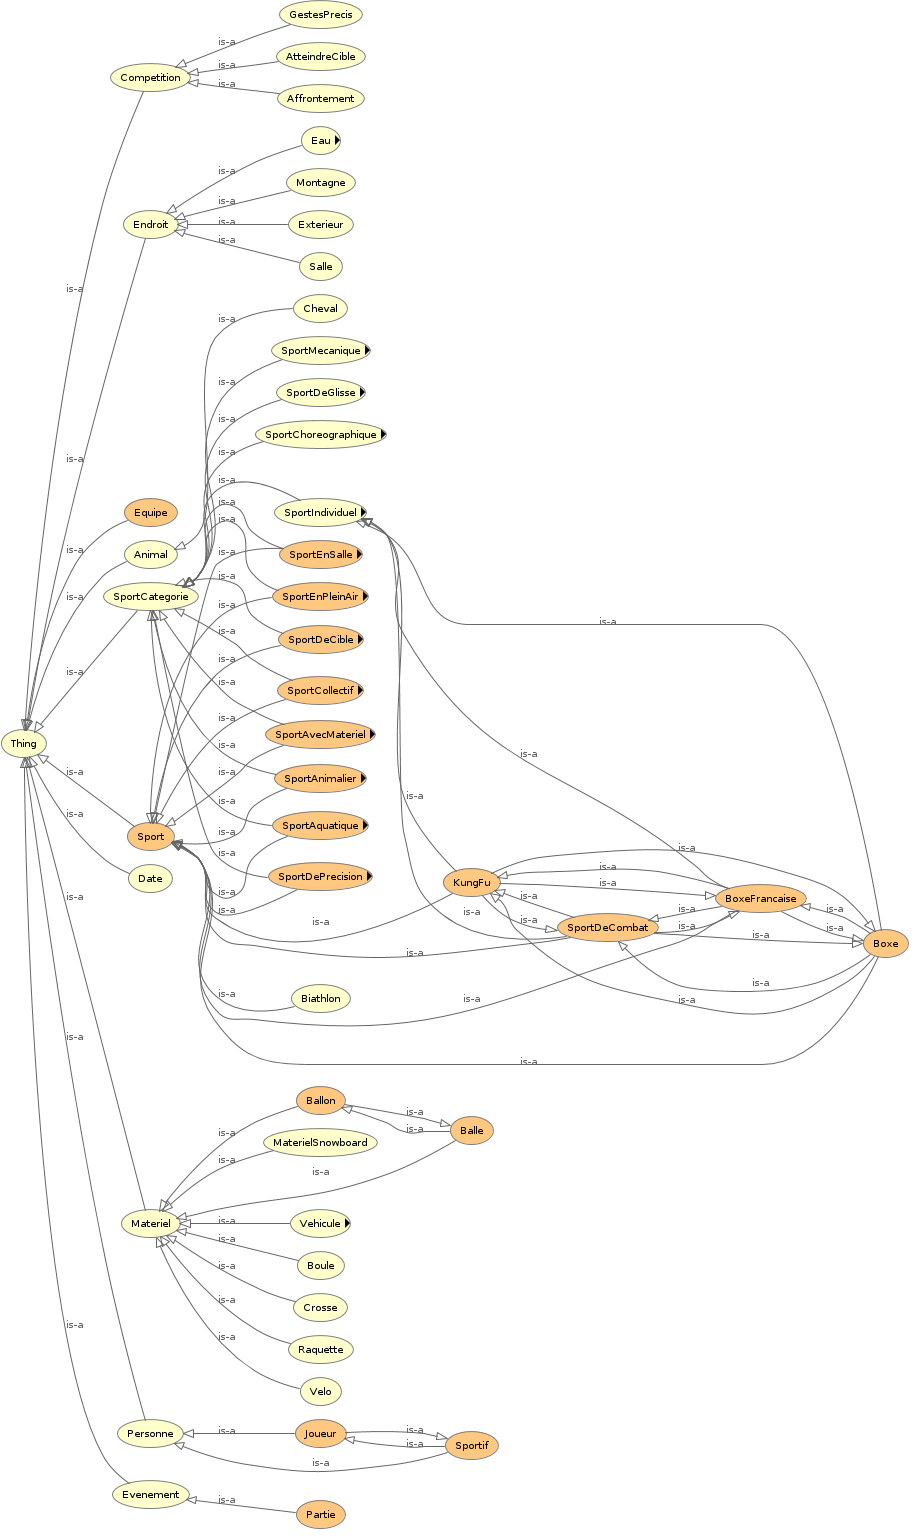 GestesPrecis
is-a
AtteindreCible
is-a
Competition
is-a
Affrontement
Eau
is-a
Montagne
is-a
Endroit
is-a
Exterieur
is-a
Salle
is-a
Cheval
is-a
SportMecanique
is-a
SportDeGlisse
is-a
SportChoreographique
is-a
is-a
is-a
SportIndividuel
is-a
Equipe
is-a
is-a
SportEnSalle
Animal
is-a
is-a
SportCategorie
SportEnPleinAir
is-a
is-a
SportDeCible
is-a
is-a
is-a
SportCollectif
is-a
SportAvecMateriel
Thing
is-a
is-a
is-a
is-a
SportAnimalier
is-a
is-a
is-a
SportAquatique
is-a
Sport
is-a
is-a
is-a
Date
SportDePrecision
KungFu
is-a
is-a
BoxeFrancaise
is-a
is-a
is-a
is-a
is-a
is-a
SportDeCombat
is-a
is-a
is-a
Boxe
is-a
is-a
is-a
Biathlon
is-a
is-a
is-a
is-a
is-a
Ballon
is-a
is-a
Balle
is-a
MaterielSnowboard
is-a
is-a
Materiel
is-a
Vehicule
is-a
Boule
is-a
Crosse
is-a
is-a
Raquette
is-a
Velo
Personne
is-a
Joueur
is-a
is-a
Sportif
is-a
Evenement
is-a
Partie